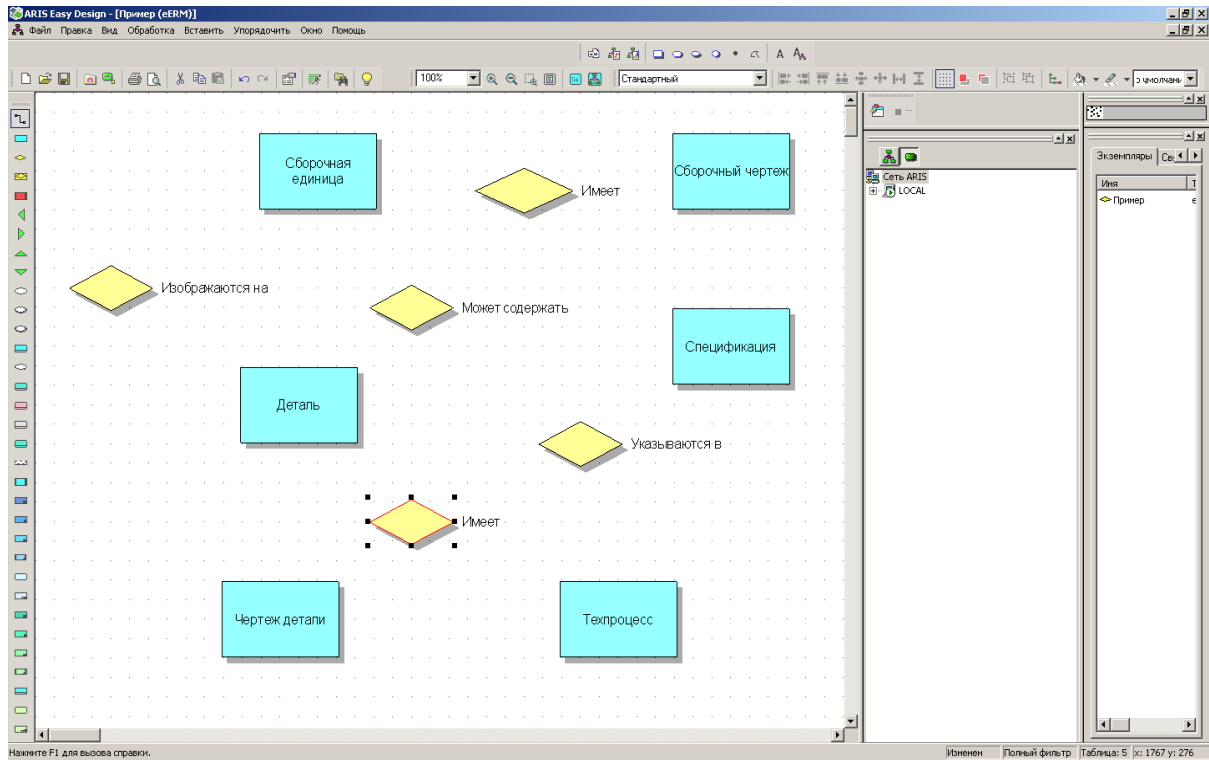 ARIS Easy Design - [Пример (eERM)]
Файл Правка Вид Обработка Вставить Упорядочить Окно Помощь
100%
Стандартный
Сборочная
единица
Имеет
Сборочный чертеж
Изображаются на
Может содержать
Спецификация
Деталь
Указываются в
Имеет
Чертеж детали
Техпроцесс
Сеть ARIS
LOCAL
Экземпляры
Имя
Пример
Нажмите F1 для вызова справки.
Изменен Полный фильтр Таблица: 5 x: 1767 y: 276